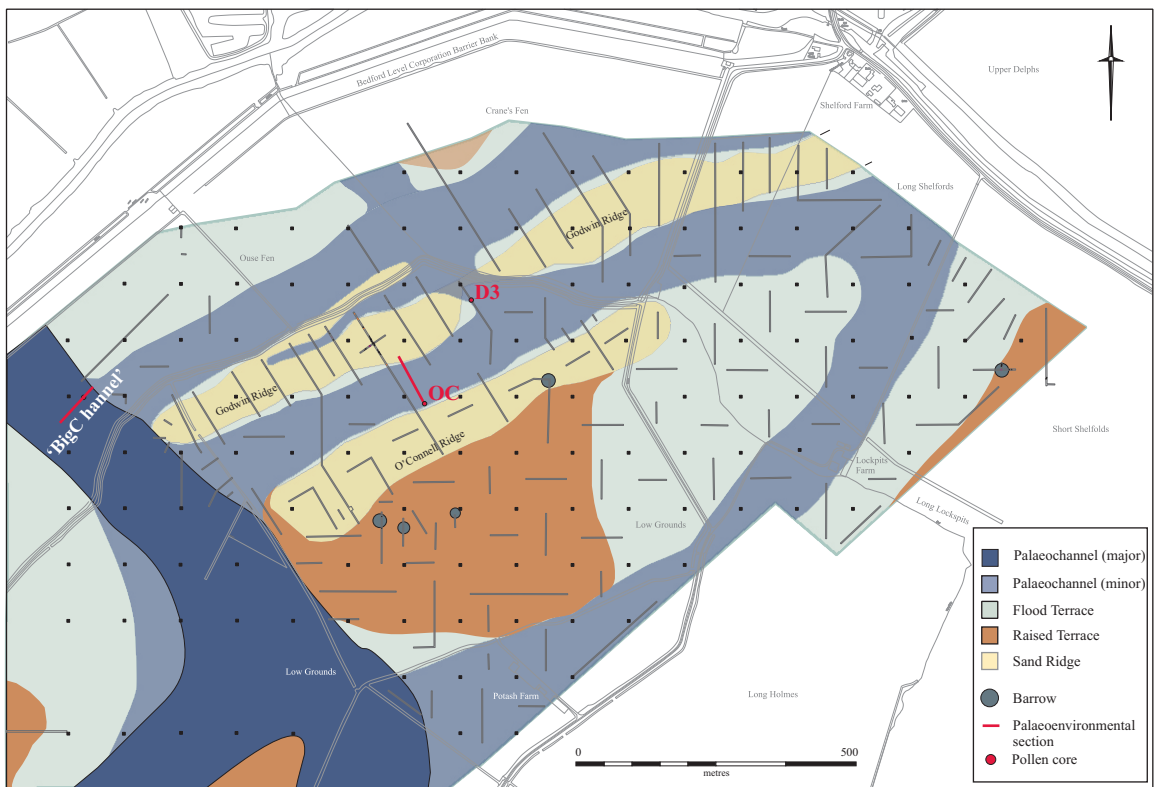 Bedford Level Corporation Barrier Bank
Upper Delphs
Crane's Fen
Shelford Farm
Long Shelfords
Godwin Ridge
Ouse Fen
D3
'BigC hannel'
Godwin Ridge
OC
O'Connell Ridge
Short Shelfolds
Lockpits
Farm
Long Lockspits
Low Grounds
Low Grounds
Potash Farm
Long Holmes
0
500
metres
Palaeochannel (major)
Palaeochannel (minor)
Flood Terrace
Raised Terrace
Sand Ridge
Barrow
Palaeoenvironmental
section
Pollen core